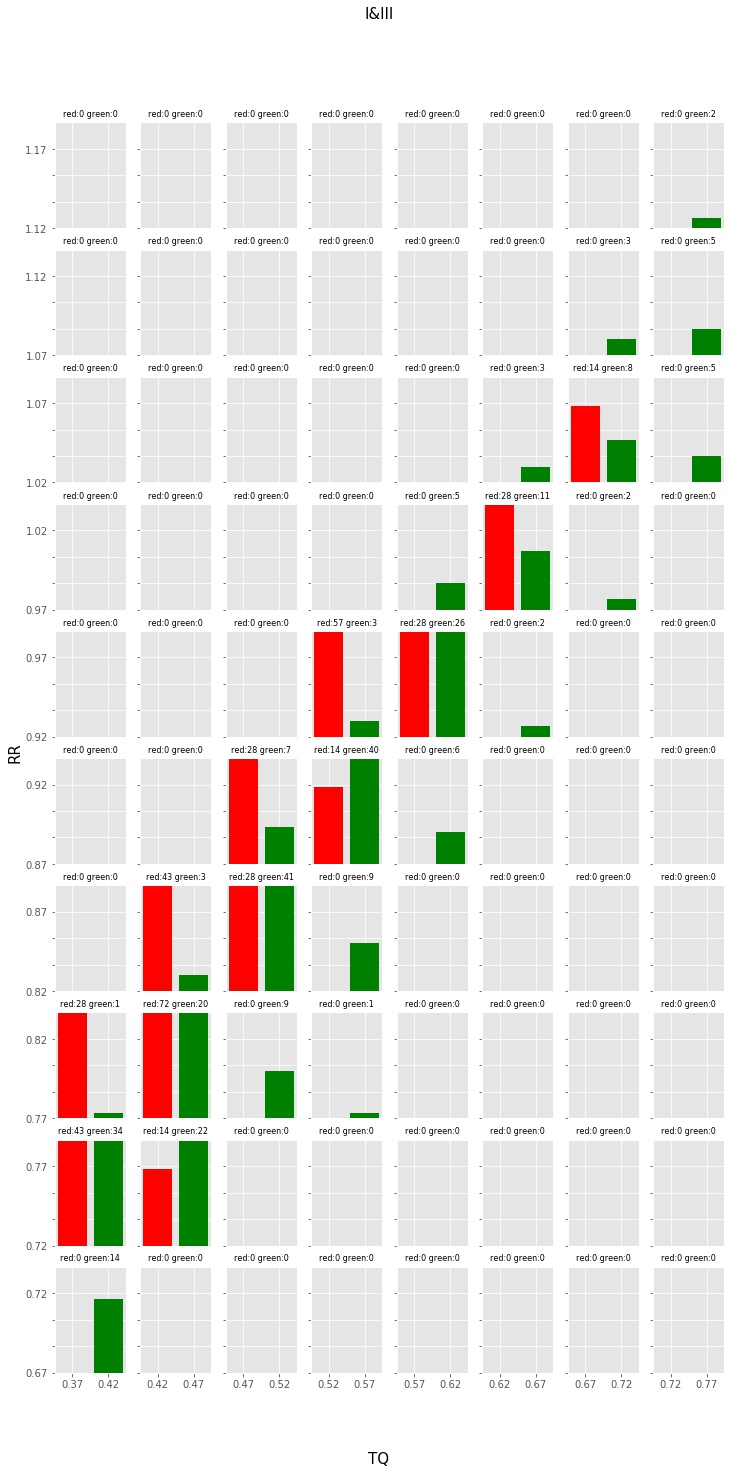 I&III
red:0 green:0 red:0 green:0 red:0 green:0 red:0 green:0 red:0 green:0 red:0 green:0 red:0 green:0 red:0 green:2
1.17
1.12
red:0 green:0 red:0 green:0 red:0 green:0 red:0 green:0 red:0 green:0 red:0 green:0 red:0 green:3 red:0 green:5
1.12
1.07
red:0 green:0 red:0 green:0 red:0 green:0 red:0 green:0 red:0 green:0 red:0 green:3 red:14 green:8 red:0 green:5
1.07
1.02
red:0 green:0 red:0 green:0 red:0 green:0 red:0 green:0 red:0 green:5 red:28 green:11 red:0 green:2 red:0 green:0
1.02
0.97
red:0 green:0 red:0 green:0 red:0 green:0 red:57 green:3 red:28 green:26 red:0 green:2 red:0 green:0 red:0 green:0
0.97
0.92
RR
red:0 green:0 red:0 green:0 red:28 green:7 red:14 green:40 red:0 green:6 red:0 green:0 red:0 green:0 red:0 green:0
0.92
0.87
red:0 green:0 red:43 green:3 red:28 green:41 red:0 green:9 red:0 green:0 red:0 green:0 red:0 green:0 red:0 green:0
0.87
0.82
red:28 green:1 red:72 green:20 red:0 green:9 red:0 green:1 red:0 green:0 red:0 green:0 red:0 green:0 red:0 green:0
0.82
0.77
red:43 green:34 red:14 green:22 red:0 green:0 red:0 green:0 red:0 green:0 red:0 green:0 red:0 green:0 red:0 green:0
0.77
0.72
red:0 green:14 red:0 green:0 red:0 green:0 red:0 green:0 red:0 green:0 red:0 green:0 red:0 green:0 red:0 green:0
0.72
0.67
0.37 0.42 0.42 0.47 0.47 0.52 0.52 0.57 0.57 0.62 0.62 0.67 0.67 0.72 0.72 0.77
TQ